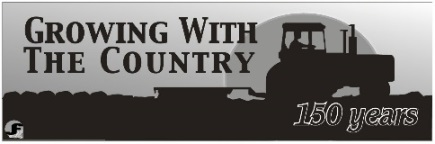 GROWING WITH
THE COUNTRY
150 years